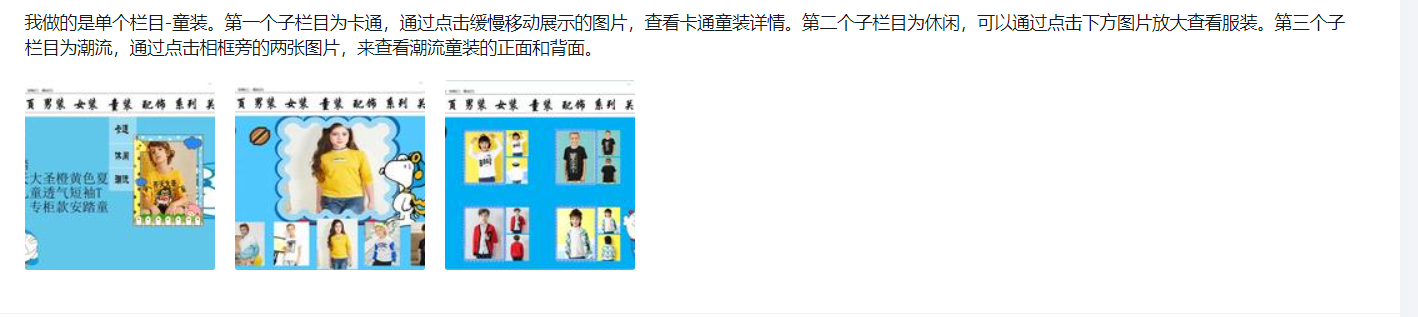 我做的是单个栏目-童装。第一个子栏目为卡通，通过点击缓慢移动展示的图片，查看卡通童装详情。第二个子栏目为休闲，可以通过点击下方图片放大查看服装。第三个子
栏目为潮流，通过点击相框旁的两张图片，来查看潮流童装的正面和背面。
頁 男装 女装 童装 配饰 系列 关
卡通
休闲
潮流
大圣橙黄色夏
童透气短袖T
专柜款安踏童
頁 男装 女装 童装 配饰 系列 关
頁 男装 女装 童装 配饰 系列 关